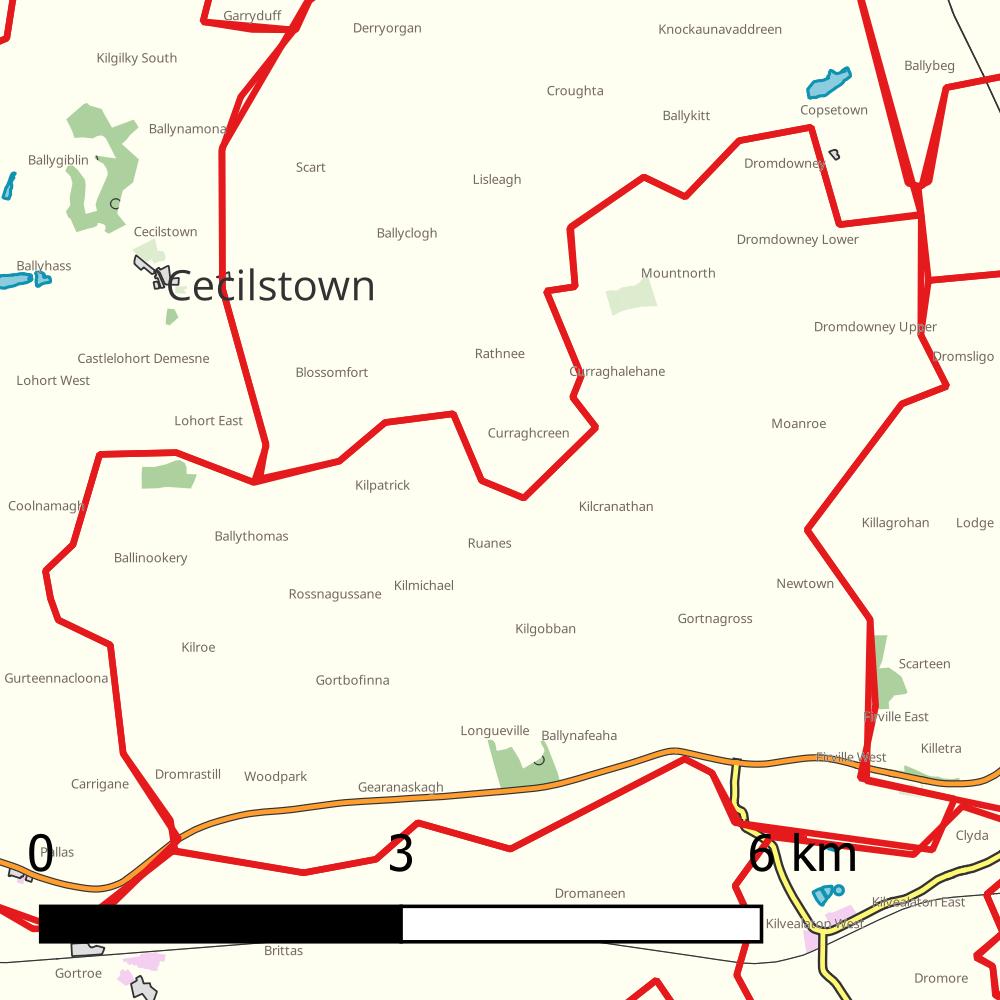 Garryduff
Derryorgan
Knockaunavaddreen
Kilgilky South
Ballybeg
Croughta
Copsetown
Ballykitt
Ballynamona
Ballygiblin
Scart
Dromdowney
Lisleagh
Cecilstown
Ballyclogh
Dromdowney Lower
Ballyhass
Mountnorth
Cecilstown
Dromdowney Upper
Castlelohort Demesne
Rathnee
Dromsligo
Lohort West
Blossomfort
Curraghalehane
Lohort East
Moanroe
Curraghcreen
Kilpatrick
Coolnamagh
Kilcranathan
Killagrohan
Lodge
Ballythomas
Ruanes
Ballinookery
Kilmichael
Newtown
Rossnagussane
Gortnagross
Kilgobban
Kilroe
Scarteen
Gurteennacloona
Gortbofinna
Firville East
Longueville
Ballynafeaha
Killetra
Firville West
Dromrastill
Woodpark
Carrigane
Gearanaskagh
Clyda
Pallas
0 3 6 km
Dromaneen
Kilvealaton East
Kilvealaton West
Brittas
Gortroe
Dromore